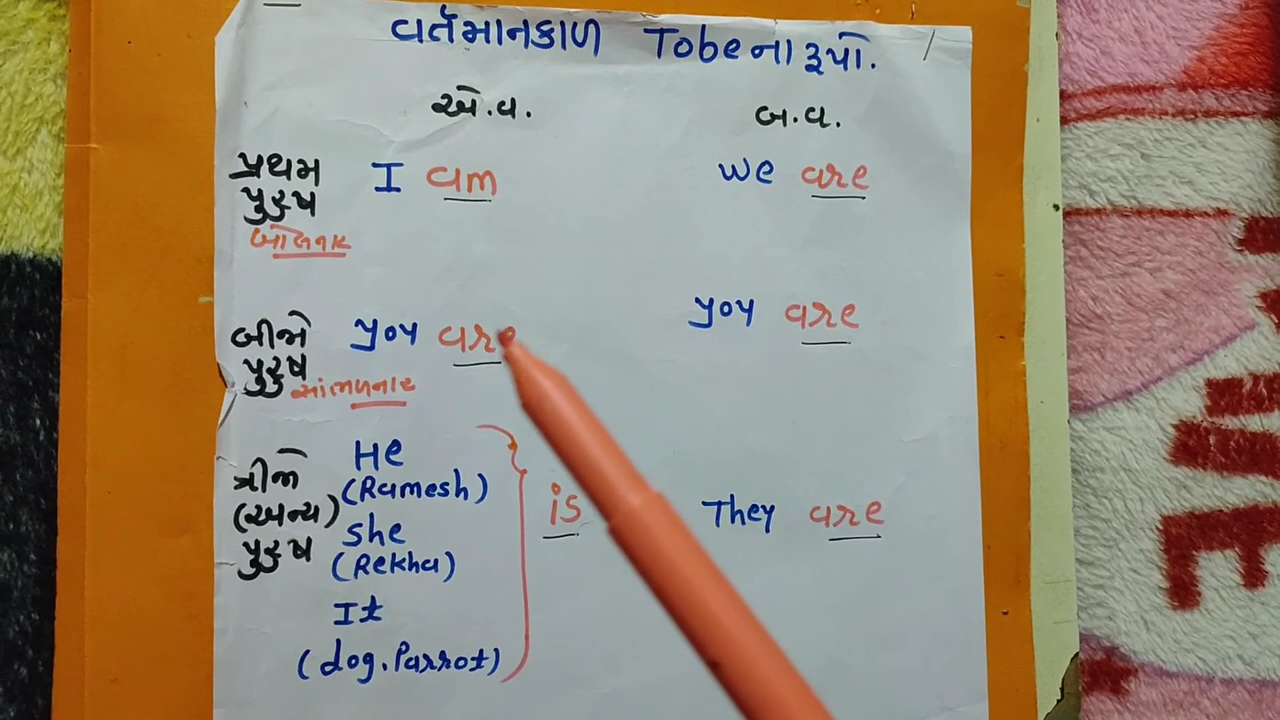 વર્તમાનકાળ Tobe ના રૂપો.
એ.વ. બ.વ.
પ્રથમ પુરુષ I am We are
બોલનાર
બીજો પુરુષ you are you are
સાંભળનાર
ત્રીજો (અન્ય) પુરુષ
He
(Ramesh)
She
(Rekha)
It
(dog. Parrot)
is They are